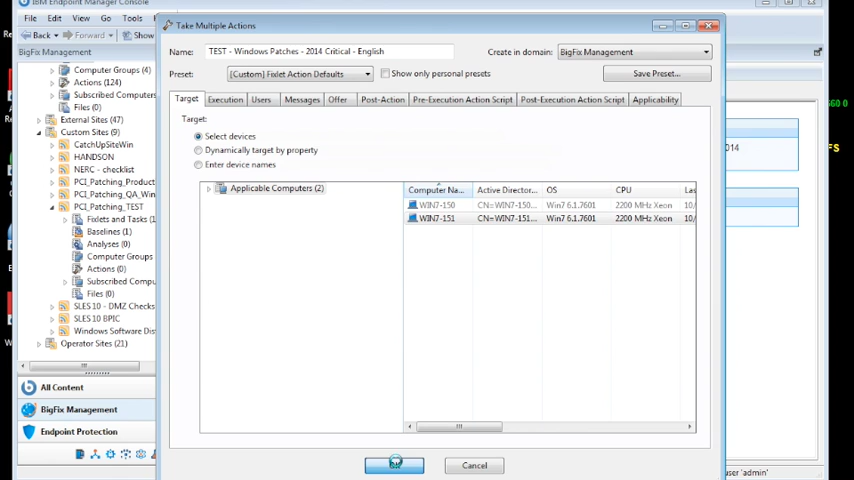 IBM Endpoint Manager Console
Edit View Go Tools
Back Forward Show
BigFix Management
Computer Groups (4)
Actions (124)
Subscribed Computers
Files (0)
External Sites (47)
Custom Sites (9)
CatchUpSiteWin
HANDSON
NERC - checklist
PCI_Patching_Product
PCI_Patching_QA_Win
PCI_Patching_TEST
Fixlets and Tasks (1
Baselines (1)
Analyses (0)
Computer Groups
Actions (0)
Subscribed Compu
Files (0)
SLES10 - DMZ Checks
SLES10 BPIC
Windows Software Dis
Operator Sites (21)
All Content
BigFix Management
Endpoint Protection
Take Multiple Actions
Name: TEST - Windows Patches - 2014 Critical - English
Create in domain: BigFix Management
Preset: [Custom] Fixlet Action Defaults
Show only personal presets
Save Preset...
Target Execution Users Messages Offer Post-Action Pre-Execution Action Script Post-Execution Action Script Applicability
Target:
Select devices
Dynamically target by property
Enter device names
Applicable Computers (2)
Computer Na... Active Director... OS CPU Las
WIN7-150 CN=WIN7-150... Win7 6.1.7601 2200 MHz Xeon 10/
WIN7-151 CN=WIN7-151... Win7 6.1.7601 2200 MHz Xeon 10/
Cancel
014
user 'admin'